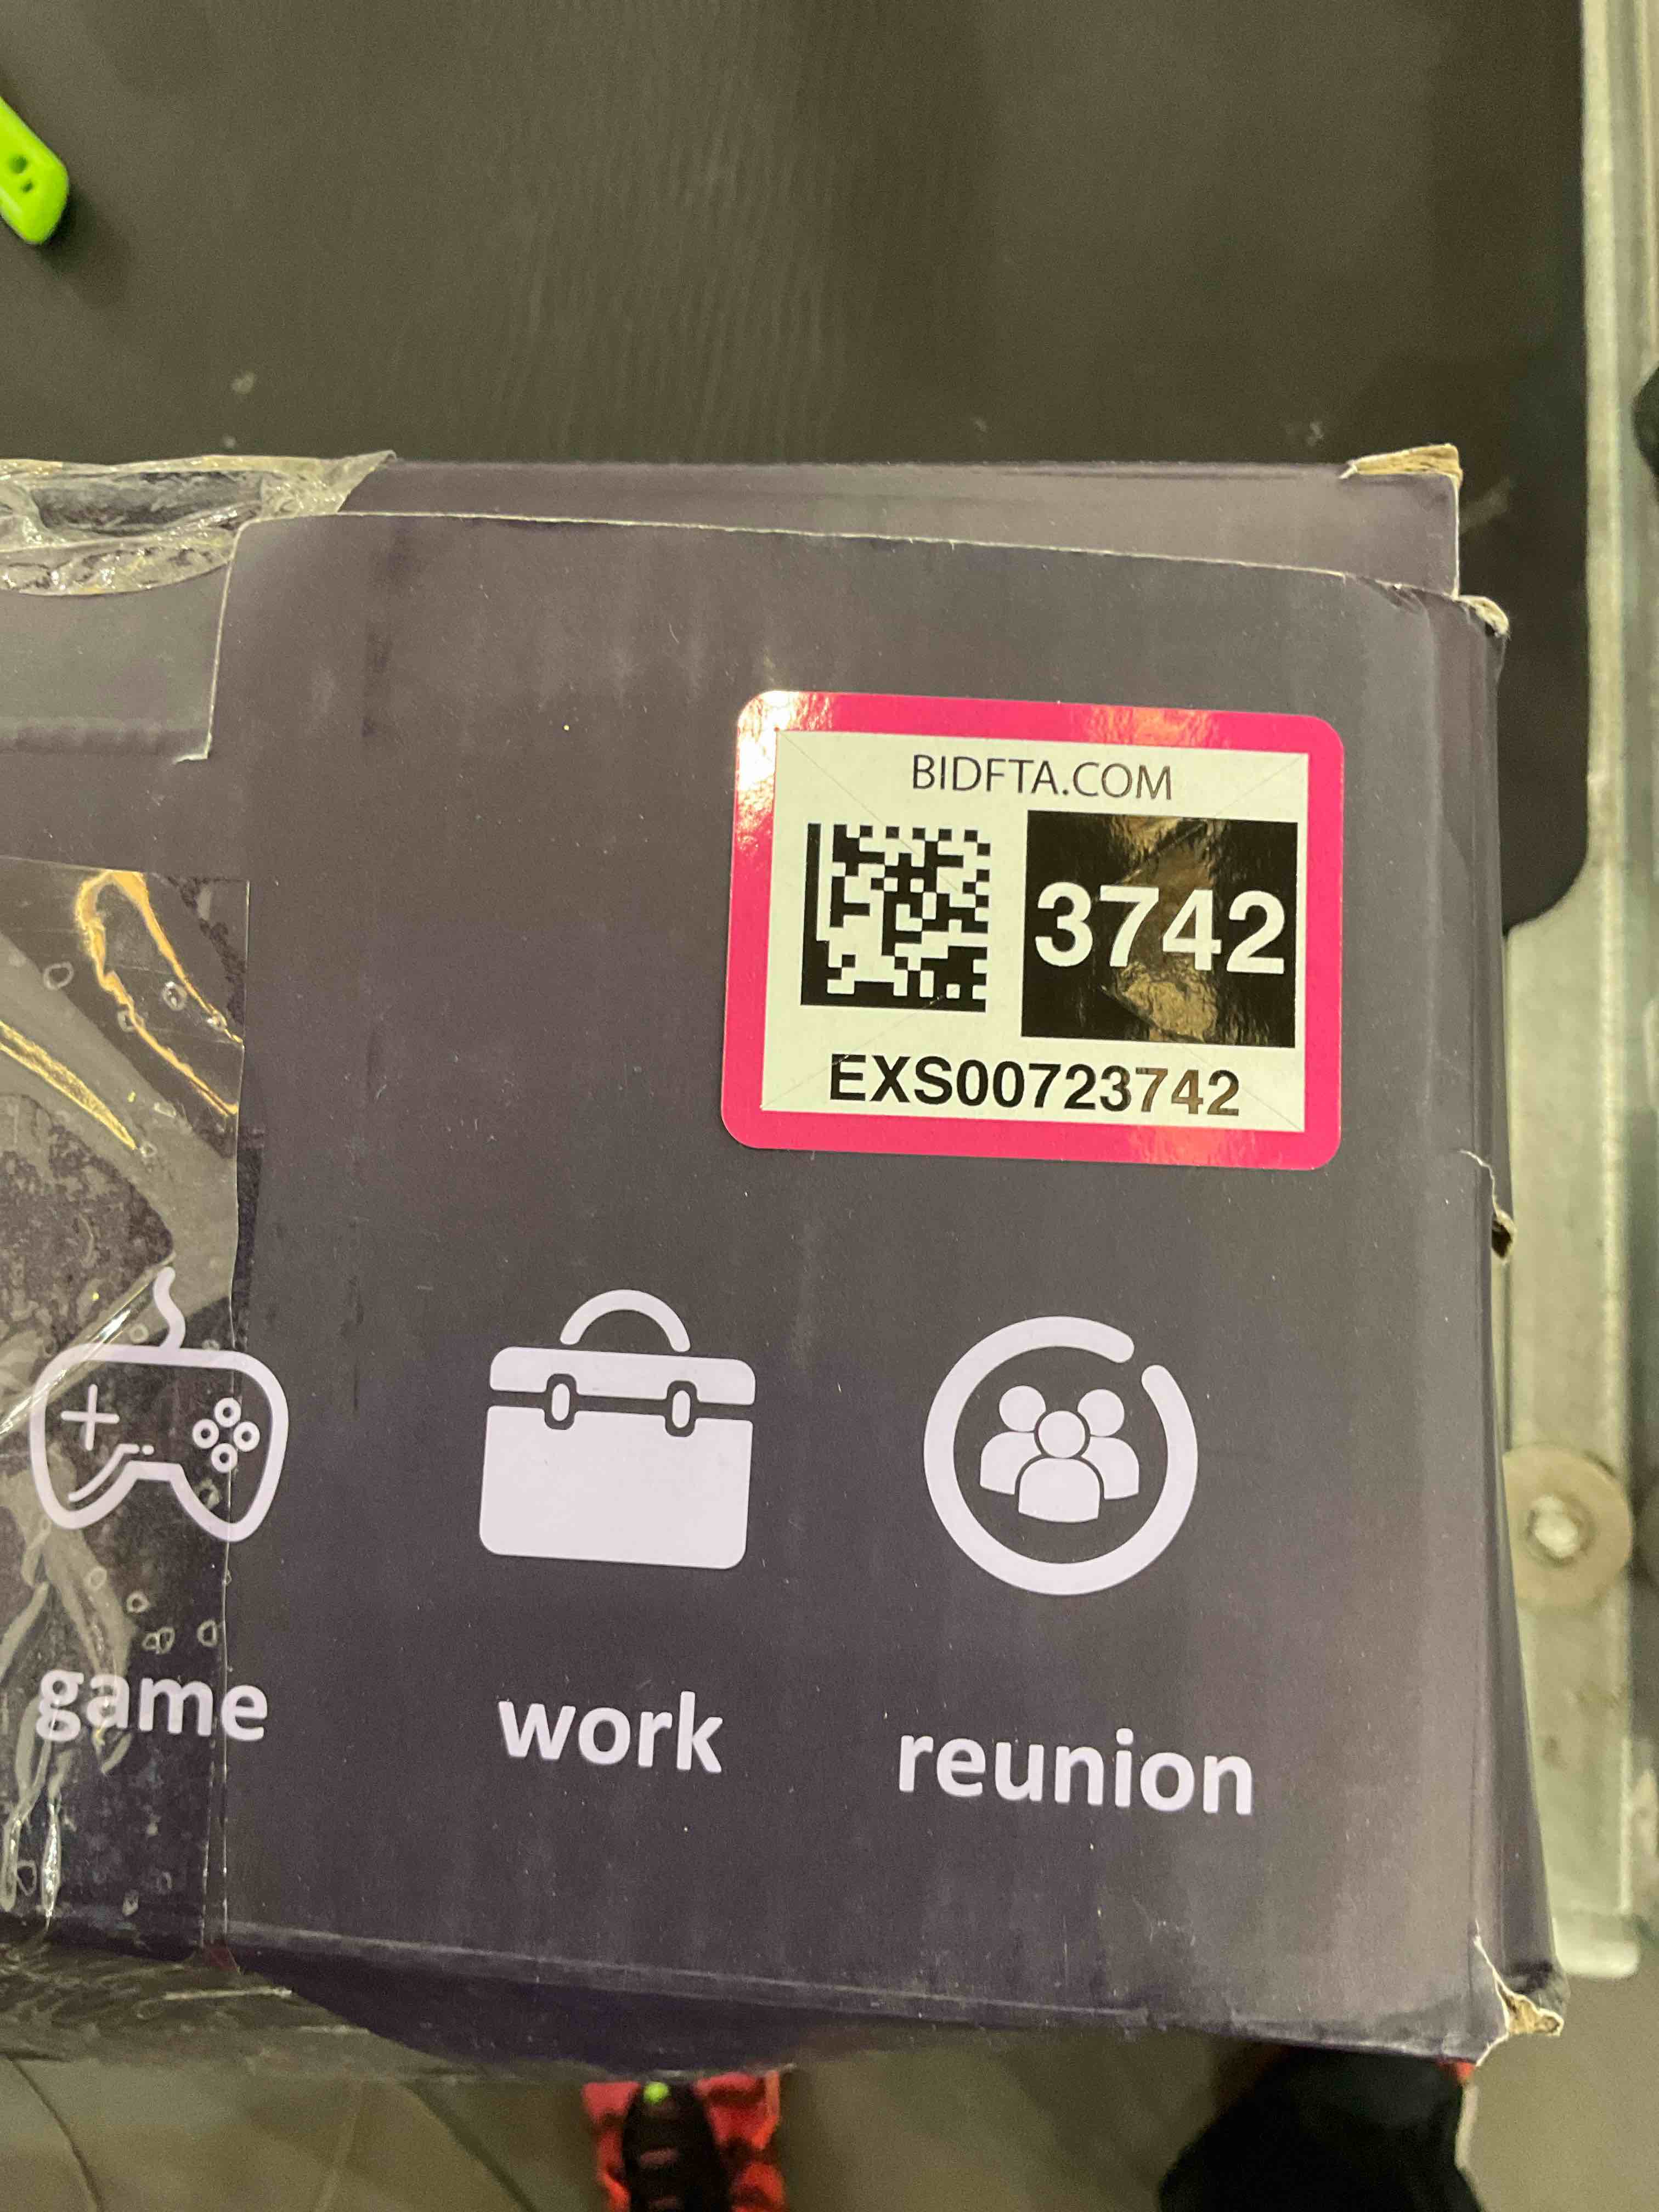 BIDFTA.COM
3742
EXS00723742
game
work
reunion